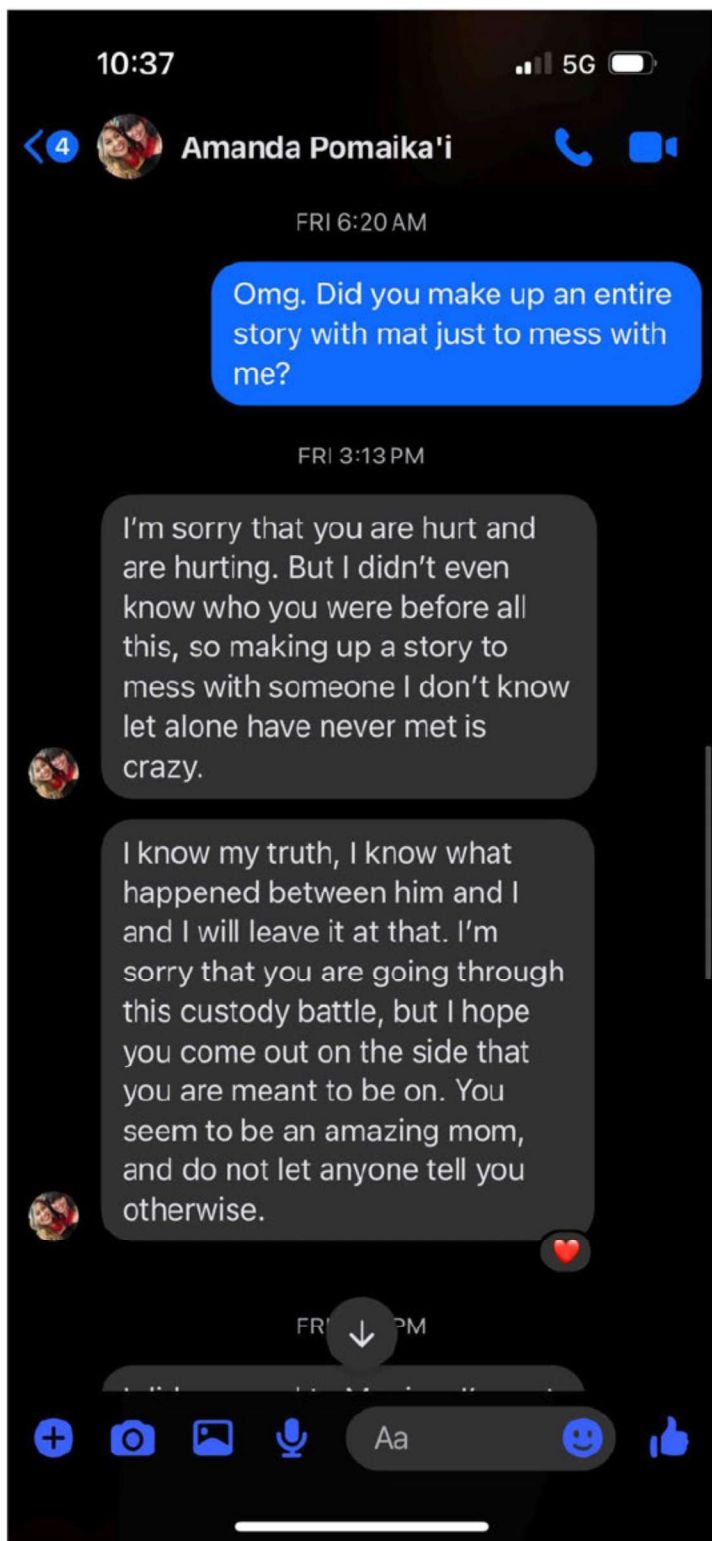 10:37
5G
4
Amanda Pomaika'i
FRI 6:20 AM
Omg. Did you make up an entire
story with mat just to mess with
me?
FRI 3:13 PM
I'm sorry that you are hurt and
are hurting. But I didn't even
know who you were before all
this, so making up a story to
mess with someone I don't know
let alone have never met is
crazy.
I know my truth, I know what
happened between him and I
and I will leave it at that. I'm
sorry that you are going through
this custody battle, but I hope
you come out on the side that
you are meant to be on. You
seem to be an amazing mom,
and do not let anyone tell you
otherwise.
FRI PM
Aa